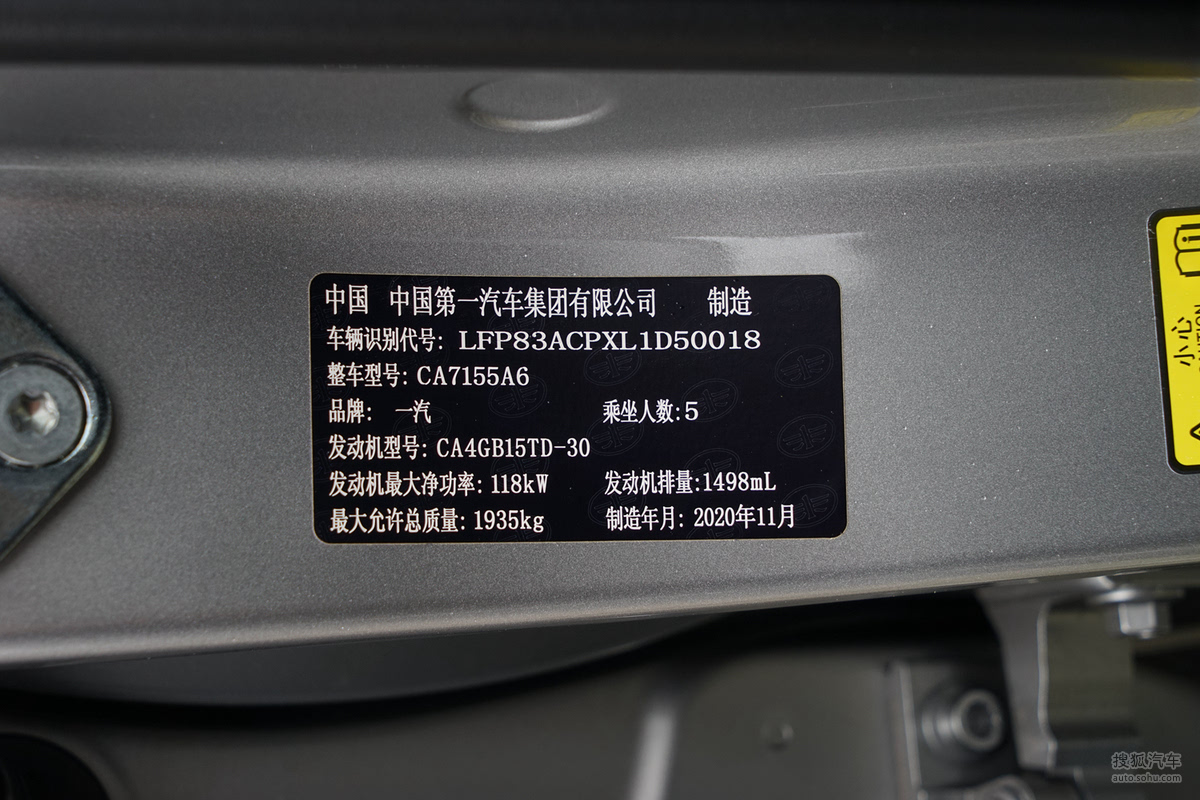 中国 中国第一汽车集团有限公司 制造
车辆识别代号: LFP83ACPXL1D50018
整车型号: CA7155A6
品牌: 一汽 乘坐人数:5
发动机型号: CA4GB15TD-30
发动机最大净功率: 118kW 发动机排量:1498mL
最大允许总质量: 1935kg 制造年月: 2020年11月
小心
CAUTION
搜狐汽车
auto.sohu.com